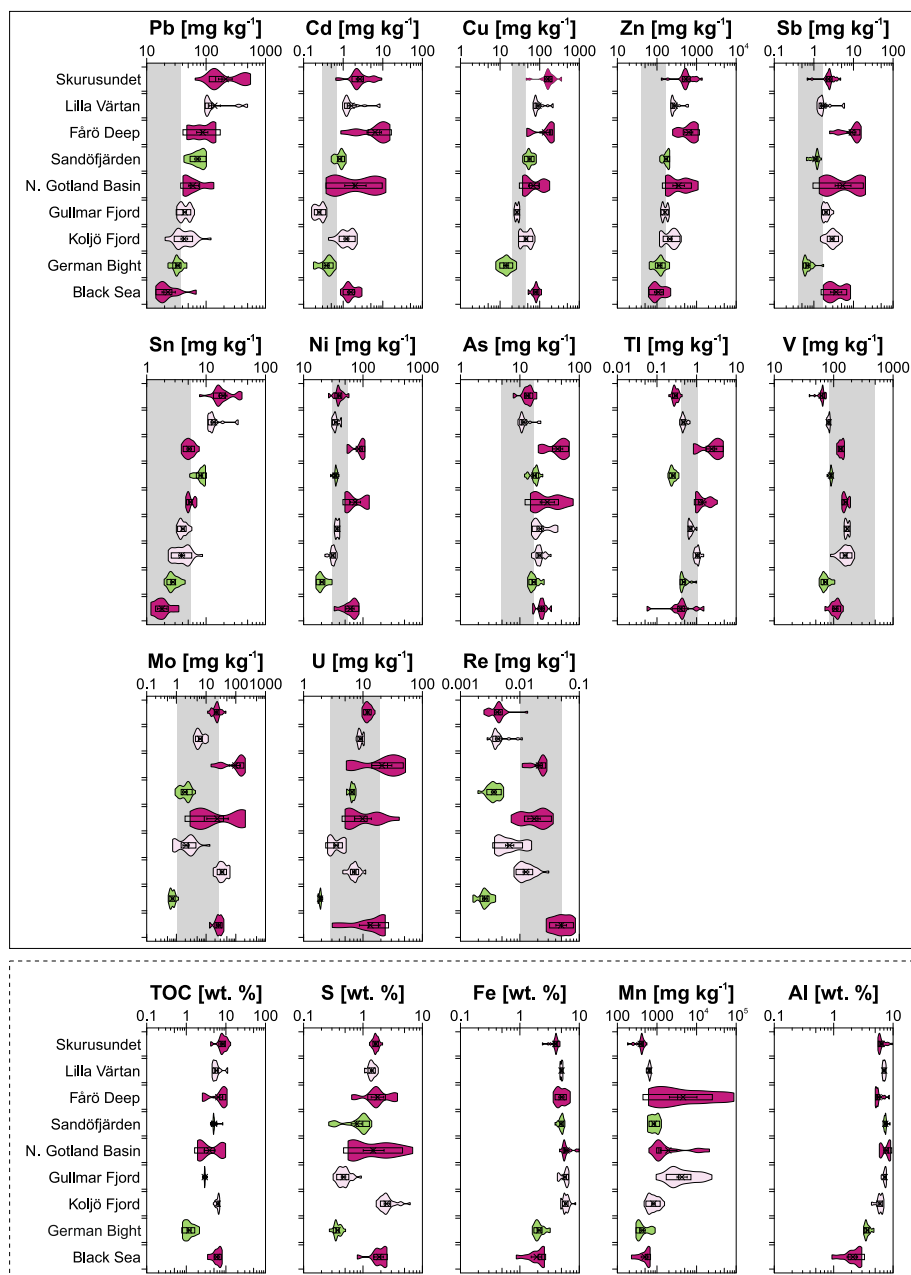 Pb [mg kg⁻¹] Cd [mg kg⁻¹] Cu [mg kg⁻¹] Zn [mg kg⁻¹] Sb [mg kg⁻¹]
10 100 1000 0.1 1 10 100 1 10 100 1000 10 100 1000 10⁴ 0.1 1 10 100
Skurusundet
Lilla Värtan
Fårö Deep
Sandöfjärden
N. Gotland Basin
Gullmar Fjord
Koljö Fjord
German Bight
Black Sea
Sn [mg kg⁻¹] Ni [mg kg⁻¹] As [mg kg⁻¹] Tl [mg kg⁻¹] V [mg kg⁻¹]
1 10 100 10 100 1000 1 10 100 0.01 0.1 1 10 10 100 1000
Mo [mg kg⁻¹] U [mg kg⁻¹] Re [mg kg⁻¹]
0.1 1 10 100 1000 1 10 100 0.001 0.01 0.1
TOC [wt. %] S [wt. %] Fe [wt. %] Mn [mg kg⁻¹] Al [wt. %]
0.1 1 10 100 0.1 1 10 0.1 1 10 100 100 1000 10⁴ 10⁵ 0.1 1 10
Skurusundet
Lilla Värtan
Fårö Deep
Sandöfjärden
N. Gotland Basin
Gullmar Fjord
Koljö Fjord
German Bight
Black Sea